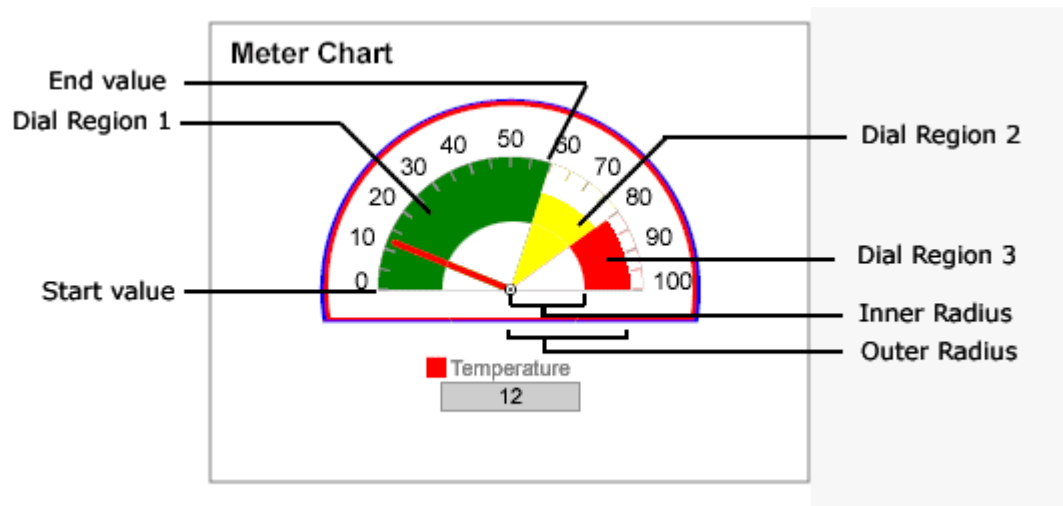 Meter Chart
End value
Dial Region 1
Dial Region 2
50
40
60
30
70
20
80
10
90
Dial Region 3
0
100
Start value
Inner Radius
Outer Radius
Temperature
12